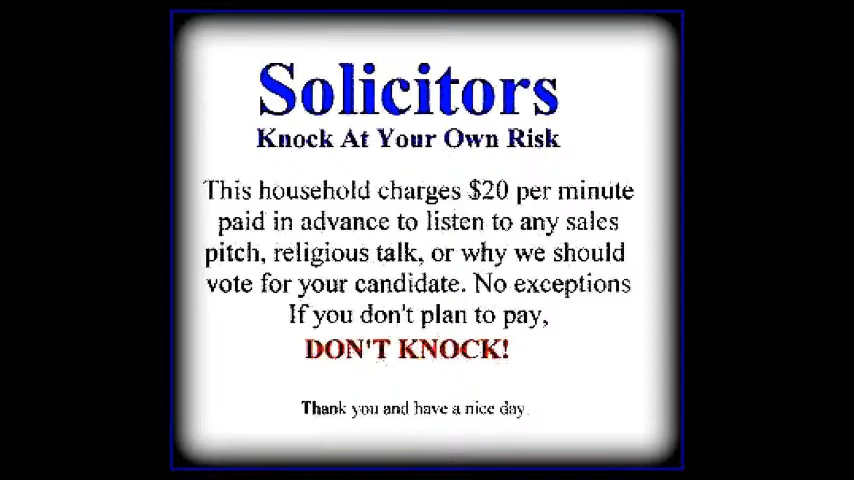 Solicitors
Knock At Your Own Risk
This household charges $20 per minute
paid in advance to listen to any sales
pitch, religious talk, or why we should
vote for your candidate. No exceptions
If you don't plan to pay,
DON'T KNOCK!
Thank you and have a nice day.